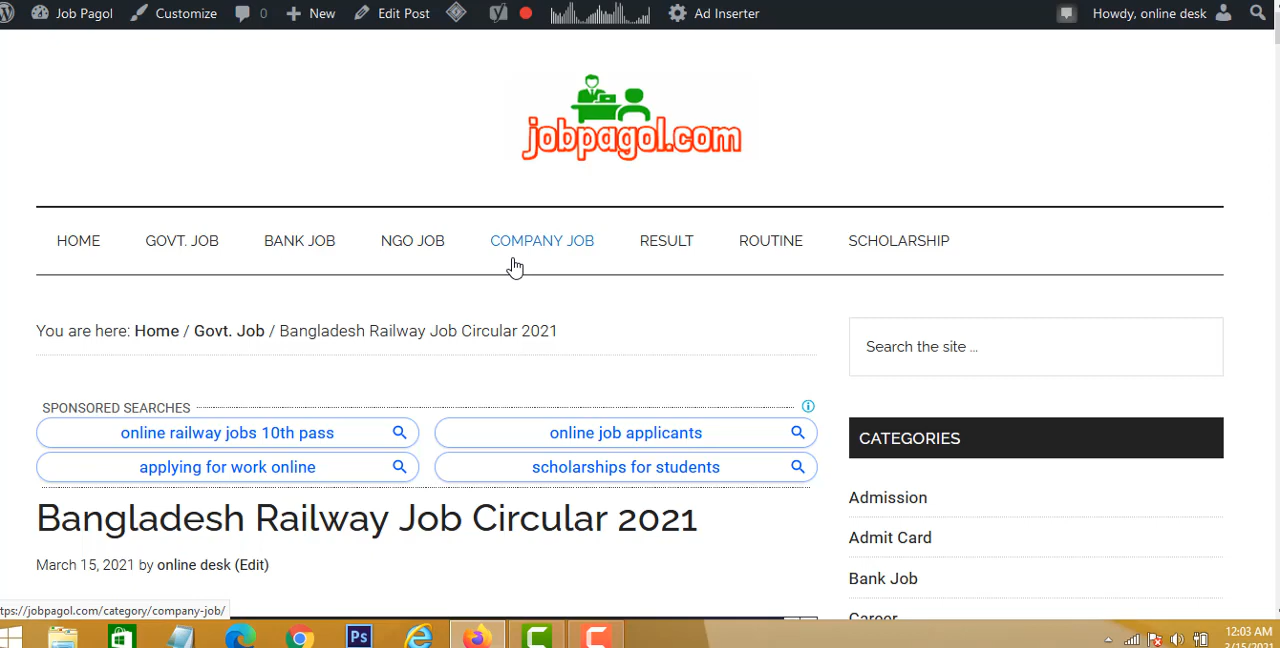 Job Pagol Customize 0 New Edit Post Ad Inserter Howdy, online desk
jobpagol.com
HOME GOVT. JOB BANK JOB NGO JOB COMPANY JOB RESULT ROUTINE SCHOLARSHIP
You are here: Home / Govt. Job / Bangladesh Railway Job Circular 2021
Search the site ...
SPONSORED SEARCHES
online railway jobs 10th pass online job applicants
applying for work online scholarships for students
CATEGORIES
Bangladesh Railway Job Circular 2021
March 15, 2021 by online desk (Edit)
Admission
Admit Card
Bank Job
Career
tps://jobpagol.com/category/company-job/
Ps
12:03 AM
3/15/2021